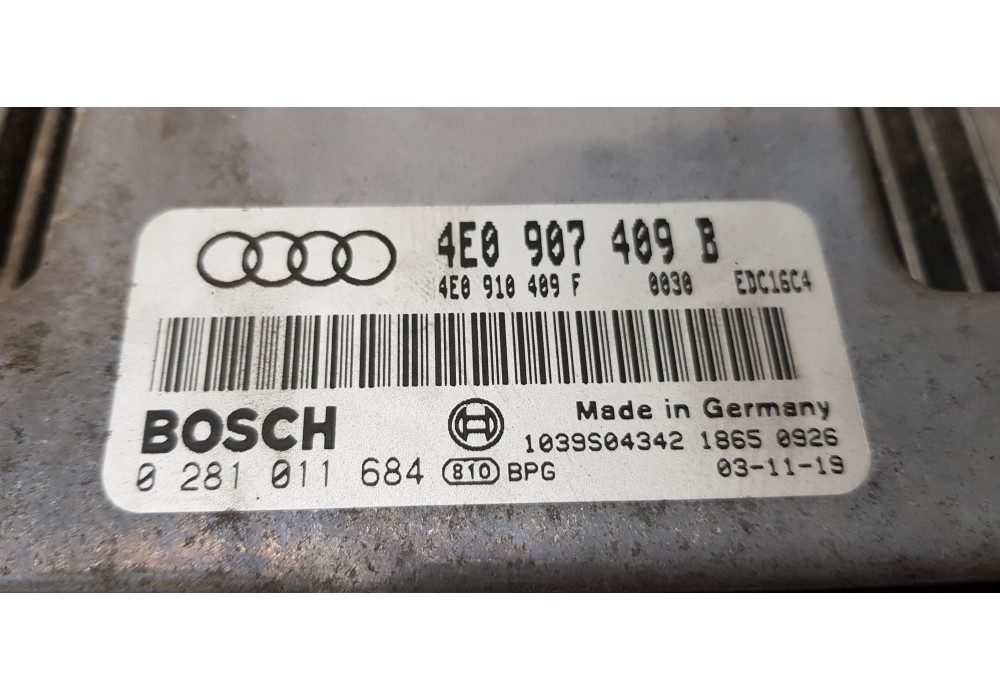 4E0 907 409 B
4E0 910 409 F 0030 EDC16C4
BOSCH
Made in Germany
1039S04342 1865 0926
0 281 011 684 810 BPG 03-11-19